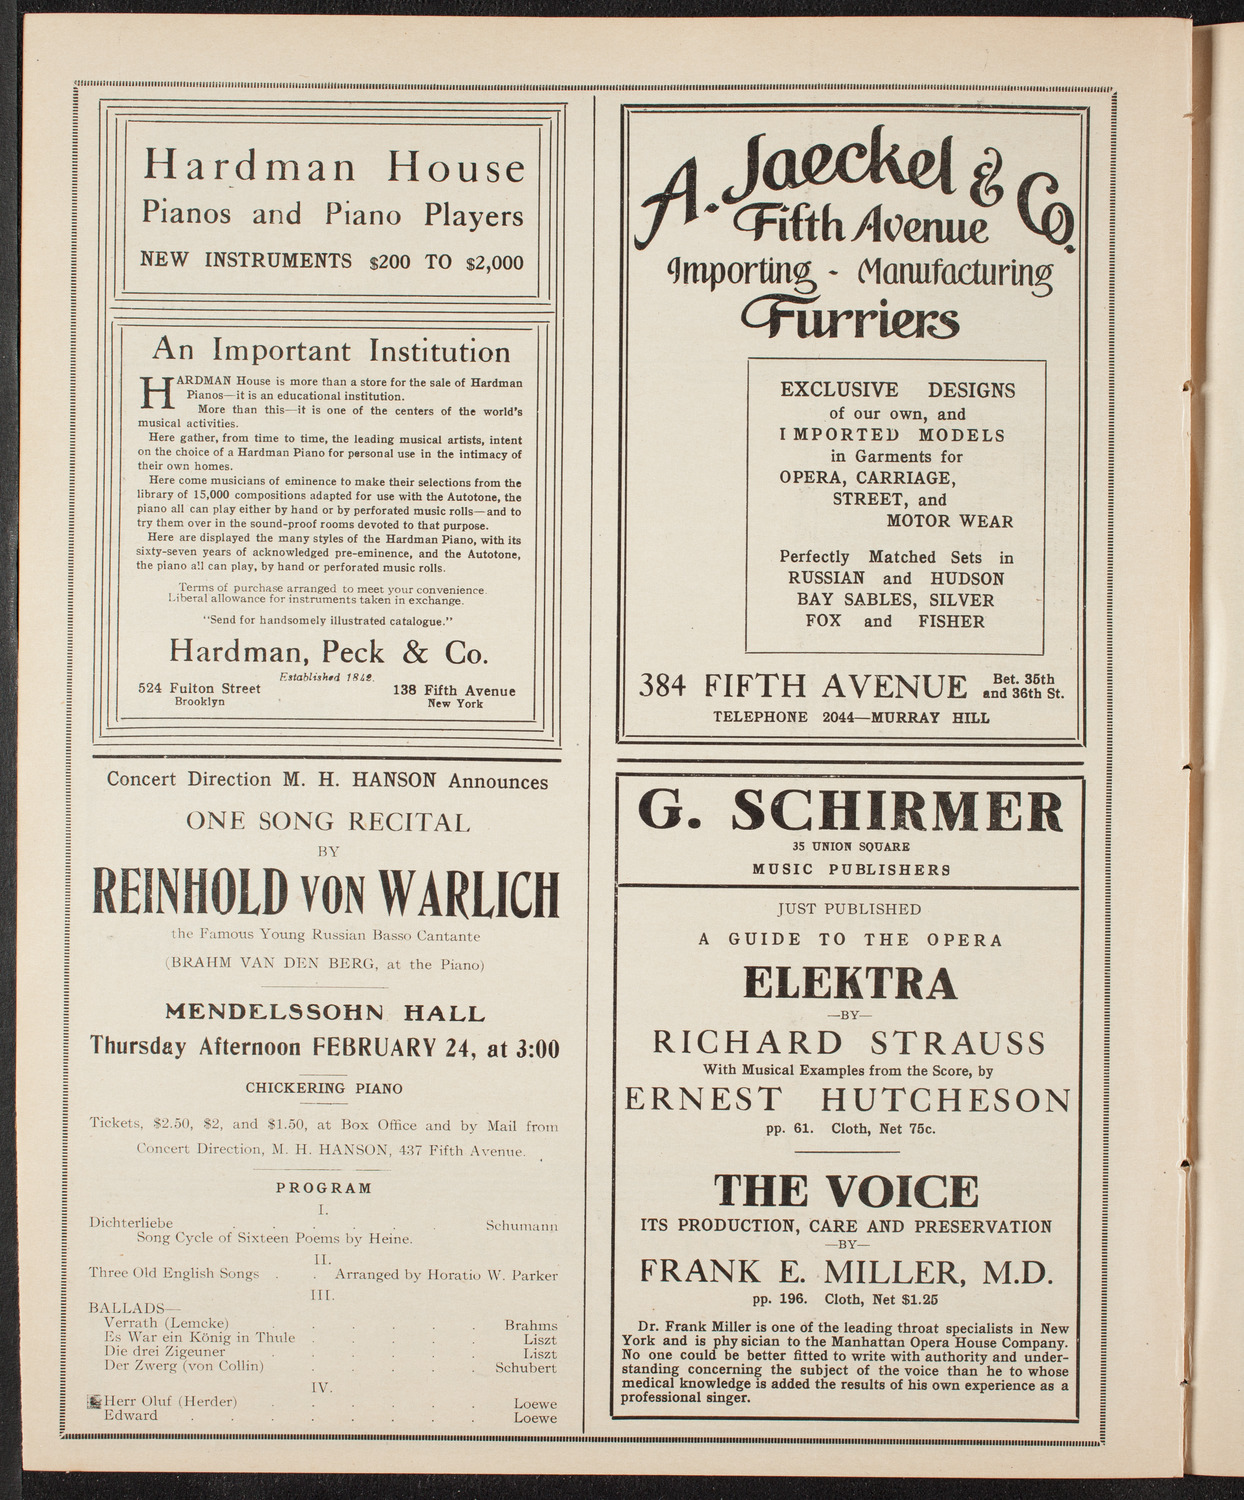 Hardman House
Pianos and Piano Players
NEW INSTRUMENTS $200 TO $2,000
An Important Institution
HARDMAN House is more than a store for the sale of Hardman
Pianos—it is an educational institution.
More than this—it is one of the centers of the world's
musical activities.
Here gather, from time to time, the leading musical artists, intent
on the choice of a Hardman Piano for personal use in the intimacy of
their own homes.
Here come musicians of eminence to make their selections from the
library of 15,000 compositions adapted for use with the Autotone, the
piano all can play either by hand or by perforated music rolls—and to
try them over in the sound-proof rooms devoted to that purpose.
Here are displayed the many styles of the Hardman Piano, with its
sixty-seven years of acknowledged pre-eminence, and the Autotone,
the piano all can play, by hand or perforated music rolls.
Terms of purchase arranged to meet your convenience.
Liberal allowance for instruments taken in exchange.
"Send for handsomely illustrated catalogue."
Hardman, Peck & Co.
Established 1842.
524 Fulton Street 138 Fifth Avenue
Brooklyn New York
Concert Direction M. H. HANSON Announces
ONE SONG RECITAL
BY
REINHOLD VON WARLICH
the Famous Young Russian Basso Cantante
(BRAHM VAN DEN BERG, at the Piano)
MENDELSSOHN HALL
Thursday Afternoon FEBRUARY 24, at 3:00
CHICKERING PIANO
Tickets, $2.50, $2, and $1.50, at Box Office and by Mail from
Concert Direction, M. H. HANSON, 437 Fifth Avenue.
PROGRAM
I.
Dichterliebe . . . . . . Schumann
Song Cycle of Sixteen Poems by Heine.
II.
Three Old English Songs . . Arranged by Horatio W. Parker
III.
BALLADS—
Verrath (Lemcke) . . . . . . Brahms
Es War ein König in Thule . . . . . Liszt
Die drei Zigeuner . . . . . . Liszt
Der Zwerg (von Collin) . . . . . Schubert
IV.
Herr Oluf (Herder) . . . . . . Loewe
Edward . . . . . . . . Loewe
A. Jaeckel & Co.
Fifth Avenue
Importing - Manufacturing
Furriers
EXCLUSIVE DESIGNS
of our own, and
IMPORTED MODELS
in Garments for
OPERA, CARRIAGE,
STREET, and
MOTOR WEAR
Perfectly Matched Sets in
RUSSIAN and HUDSON
BAY SABLES, SILVER
FOX and FISHER
384 FIFTH AVENUE Bet. 35th
and 36th St.
TELEPHONE 2044—MURRAY HILL
G. SCHIRMER
35 UNION SQUARE
MUSIC PUBLISHERS
JUST PUBLISHED
A GUIDE TO THE OPERA
ELEKTRA
—BY—
RICHARD STRAUSS
With Musical Examples from the Score, by
ERNEST HUTCHESON
pp. 61. Cloth, Net 75c.
THE VOICE
ITS PRODUCTION, CARE AND PRESERVATION
—BY—
FRANK E. MILLER, M.D.
pp. 196. Cloth, Net $1.25
Dr. Frank Miller is one of the leading throat specialists in New
York and is physician to the Manhattan Opera House Company.
No one could be better fitted to write with authority and under-
standing concerning the subject of the voice than he to whose
medical knowledge is added the results of his own experience as a
professional singer.